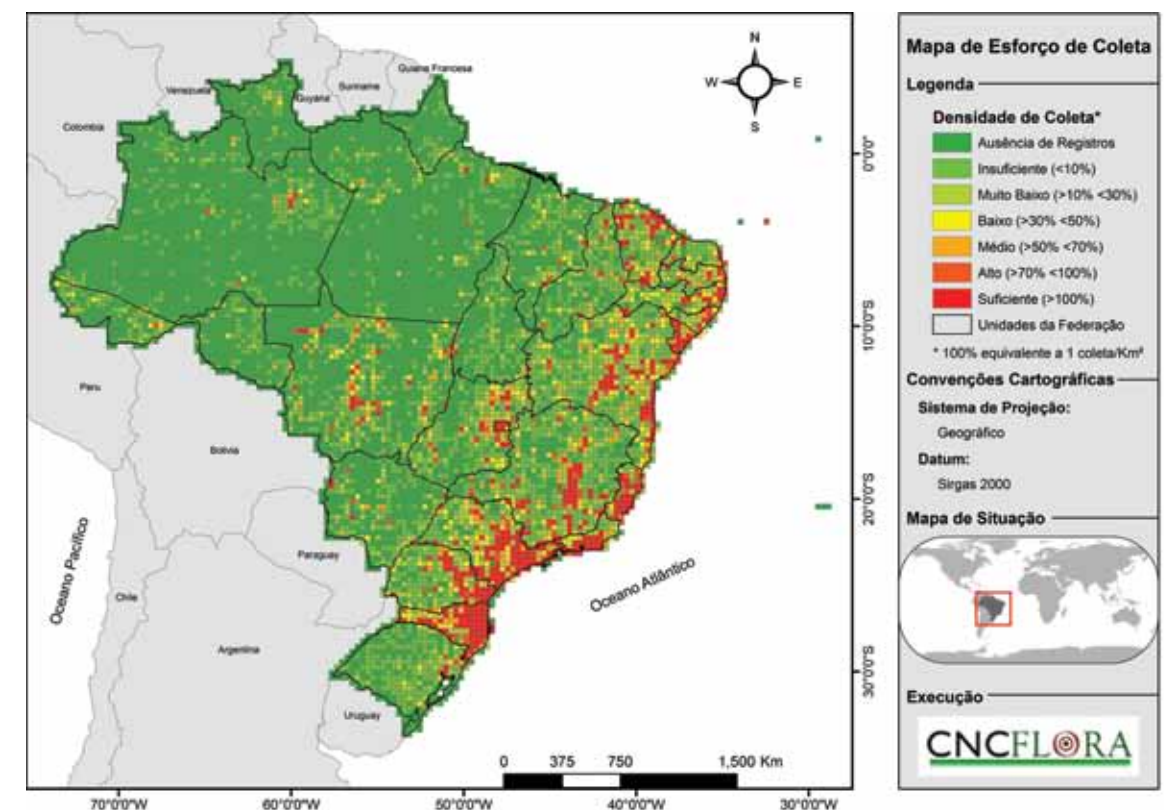 N
W
E
S
Venezuela
Guyana
Suriname
Guiana Francesa
Colombia
Peru
Bolivia
Paraguay
Chile
Argentina
Uruguay
Oceano Pacífico
Oceano Atlântico
0 375 750 1,500 Km
0°0'0"
10°0'0"S
20°0'0"S
30°0'0"S
70°0'0"W
60°0'0"W
50°0'0"W
40°0'0"W
30°0'0"W
Mapa de Esforço de Coleta
Legenda
Densidade de Coleta*
Ausência de Registros
Insuficiente (<10%)
Muito Baixo (>10% <30%)
Baixo (>30% <50%)
Médio (>50% <70%)
Alto (>70% <100%)
Suficiente (>100%)
Unidades da Federação
* 100% equivalente a 1 coleta/Km²
Convenções Cartográficas
Sistema de Projeção:
Geográfico
Datum:
Sirgas 2000
Mapa de Situação
Execução
CNCFLORA